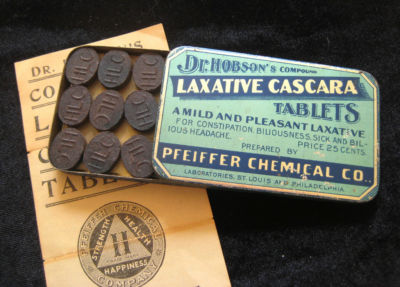 Dr. HOBSON'S COMPOUND
LAXATIVE CASCARA
TABLETS
A MILD AND PLEASANT LAXATIVE
FOR CONSTIPATION, BILIOUSNESS, SICK AND BIL-
IOUS HEADACHE. PRICE 25 CENTS.
PREPARED BY
PFEIFFER CHEMICAL CO.,
LABORATORIES, ST. LOUIS AND PHILADELPHIA.
DR.
CO
L
TABL
PFEIFFER CHEMICAL
COMPANY
STRENGTH
HEALTH
HAPPINESS
H